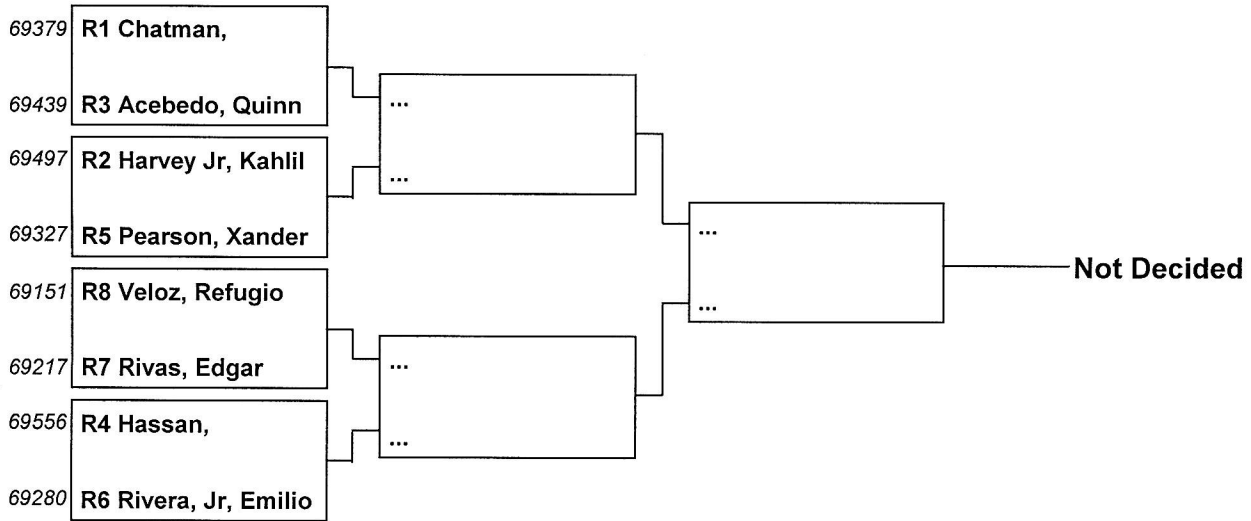 69379 R1 Chatman,
69439 R3 Acebedo, Quinn
69497 R2 Harvey Jr, Kahlil
69327 R5 Pearson, Xander
69151 R8 Veloz, Refugio
69217 R7 Rivas, Edgar
69556 R4 Hassan,
69280 R6 Rivera, Jr, Emilio
...
...
...
...
...
...
Not Decided